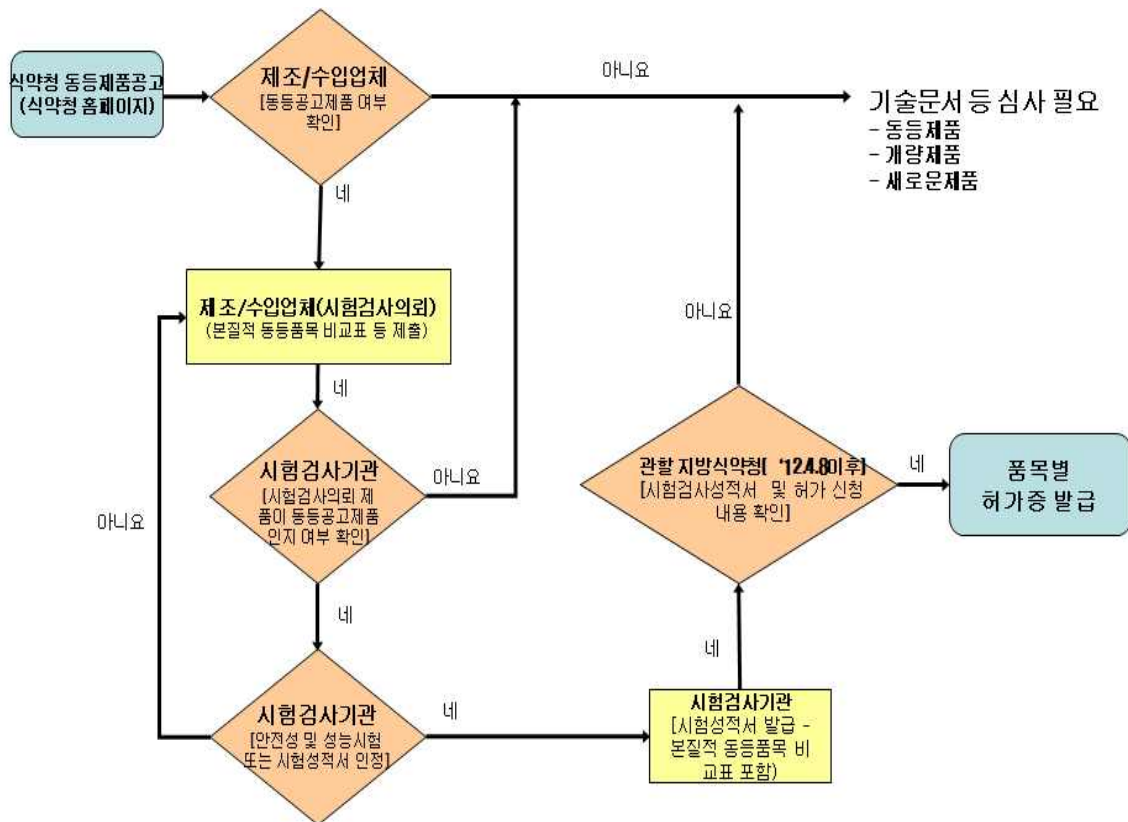 식약청 동등제품공고
(식약청 홈페이지)
제조/수입업체
[동등공고제품 여부
확인]
아니요
기술문서 등 심사 필요
- 동등제품
- 개량제품
- 새로운제품
네
제조/수입업체(시험검사의뢰)
(본질적 동등품목 비교표 등 제출)
네
아니요
시험검사기관
[시험검사의뢰 제
품이 동등공고제품
인지 여부 확인]
아니요
관할 지방식약청[ '12.4.8이후]
[시험검사성적서 및 허가 신청
내용 확인]
네
품목별
허가증 발급
아니요
네
네
시험검사기관
[안전성 및 성능시험
또는 시험성적서 인정]
네
시험검사기관
[시험성적서 발급 -
본질적 동등품목 비
교표 포함)